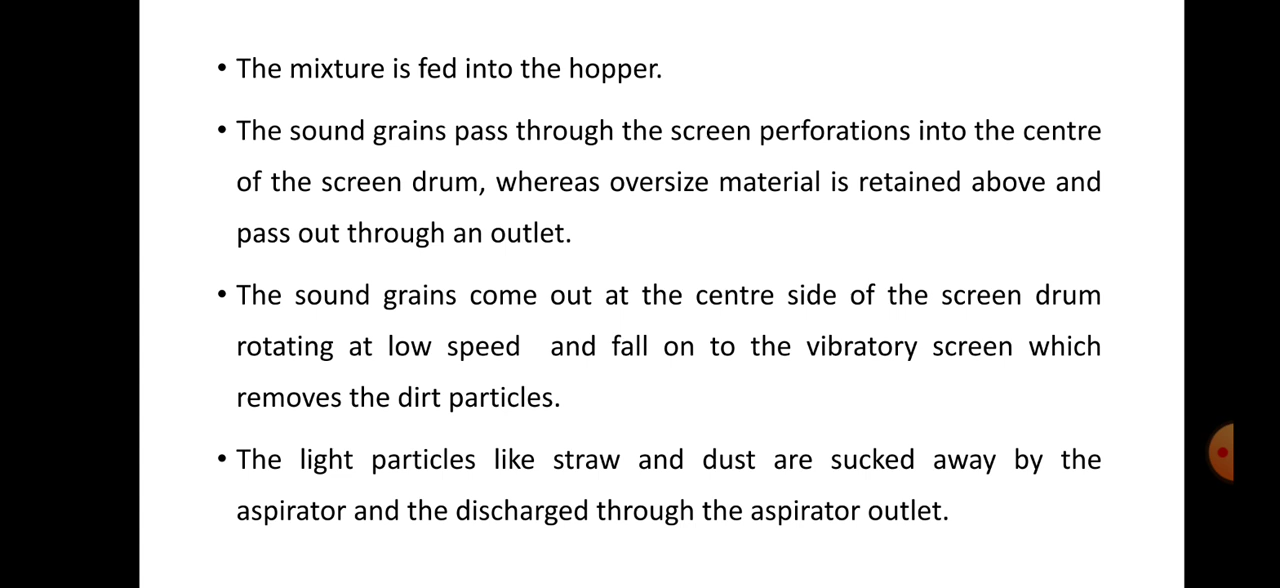 • The mixture is fed into the hopper.
• The sound grains pass through the screen perforations into the centre
of the screen drum, whereas oversize material is retained above and
pass out through an outlet.
• The sound grains come out at the centre side of the screen drum
rotating at low speed and fall on to the vibratory screen which
removes the dirt particles.
• The light particles like straw and dust are sucked away by the
aspirator and the discharged through the aspirator outlet.